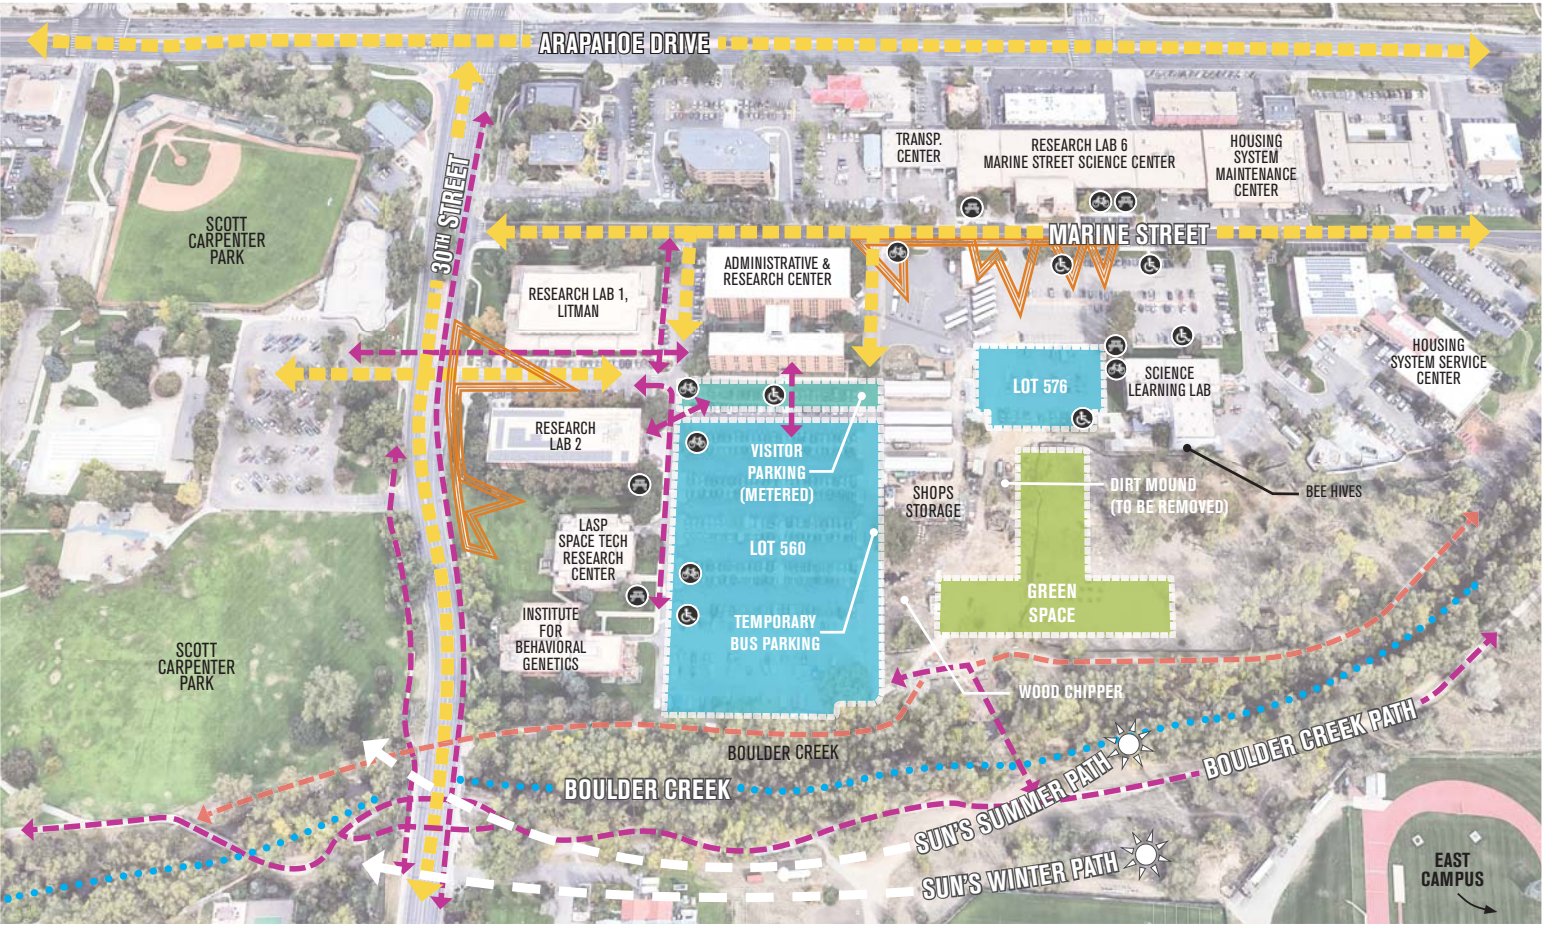 ARAPAHOE DRIVE
TRANSP.
CENTER
RESEARCH LAB 6
MARINE STREET SCIENCE CENTER
HOUSING
SYSTEM
MAINTENANCE
CENTER
30TH STREET
SCOTT
CARPENTER
PARK
MARINE STREET
ADMINISTRATIVE &
RESEARCH CENTER
RESEARCH LAB 1,
LITMAN
HOUSING
SYSTEM SERVICE
CENTER
LOT 576
SCIENCE
LEARNING LAB
RESEARCH
LAB 2
VISITOR
PARKING
(METERED)
SHOPS
STORAGE
DIRT MOUND
(TO BE REMOVED)
BEE HIVES
LASP
SPACE TECH
RESEARCH
CENTER
LOT 560
GREEN
SPACE
INSTITUTE
FOR
BEHAVIORAL
GENETICS
TEMPORARY
BUS PARKING
SCOTT
CARPENTER
PARK
WOOD CHIPPER
BOULDER CREEK
BOULDER CREEK
BOULDER CREEK PATH
SUN'S SUMMER PATH
SUN'S WINTER PATH
EAST
CAMPUS